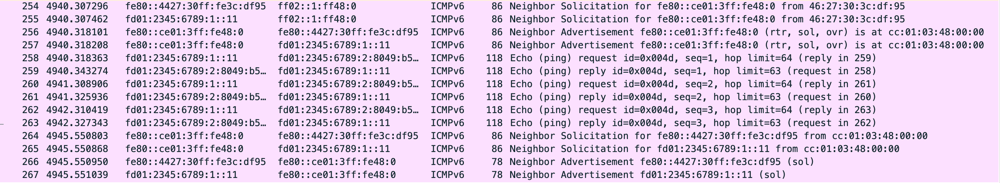 254 4940.307296 fe80::4427:30ff:fe3c:df95 ff02::1:ff48:0 ICMPv6 86 Neighbor Solicitation for fe80::ce01:3ff:fe48:0 from 46:27:30:3c:df:95
255 4940.307462 fd01:2345:6789:1::11 ff02::1:ff48:0 ICMPv6 86 Neighbor Solicitation for fe80::ce01:3ff:fe48:0 from 46:27:30:3c:df:95
256 4940.318101 fe80::ce01:3ff:fe48:0 fe80::4427:30ff:fe3c:df95 ICMPv6 86 Neighbor Advertisement fe80::ce01:3ff:fe48:0 (rtr, sol, ovr) is at cc:01:03:48:00:00
257 4940.318208 fe80::ce01:3ff:fe48:0 fd01:2345:6789:1::11 ICMPv6 86 Neighbor Advertisement fe80::ce01:3ff:fe48:0 (rtr, sol, ovr) is at cc:01:03:48:00:00
258 4940.318363 fd01:2345:6789:1::11 fd01:2345:6789:2:8049:b5… ICMPv6 118 Echo (ping) request id=0x004d, seq=1, hop limit=64 (reply in 259)
259 4940.343274 fd01:2345:6789:2:8049:b5… fd01:2345:6789:1::11 ICMPv6 118 Echo (ping) reply id=0x004d, seq=1, hop limit=63 (request in 258)
260 4941.308906 fd01:2345:6789:1::11 fd01:2345:6789:2:8049:b5… ICMPv6 118 Echo (ping) request id=0x004d, seq=2, hop limit=64 (reply in 261)
261 4941.325936 fd01:2345:6789:2:8049:b5… fd01:2345:6789:1::11 ICMPv6 118 Echo (ping) reply id=0x004d, seq=2, hop limit=63 (request in 260)
262 4942.310419 fd01:2345:6789:1::11 fd01:2345:6789:2:8049:b5… ICMPv6 118 Echo (ping) request id=0x004d, seq=3, hop limit=64 (reply in 263)
263 4942.327343 fd01:2345:6789:2:8049:b5… fd01:2345:6789:1::11 ICMPv6 118 Echo (ping) reply id=0x004d, seq=3, hop limit=63 (request in 262)
264 4945.550803 fe80::ce01:3ff:fe48:0 fe80::4427:30ff:fe3c:df95 ICMPv6 86 Neighbor Solicitation for fe80::4427:30ff:fe3c:df95 from cc:01:03:48:00:00
265 4945.550868 fe80::ce01:3ff:fe48:0 fd01:2345:6789:1::11 ICMPv6 86 Neighbor Solicitation for fd01:2345:6789:1::11 from cc:01:03:48:00:00
266 4945.550950 fe80::4427:30ff:fe3c:df95 fe80::ce01:3ff:fe48:0 ICMPv6 78 Neighbor Advertisement fe80::4427:30ff:fe3c:df95 (sol)
267 4945.551039 fd01:2345:6789:1::11 fe80::ce01:3ff:fe48:0 ICMPv6 78 Neighbor Advertisement fd01:2345:6789:1::11 (sol)